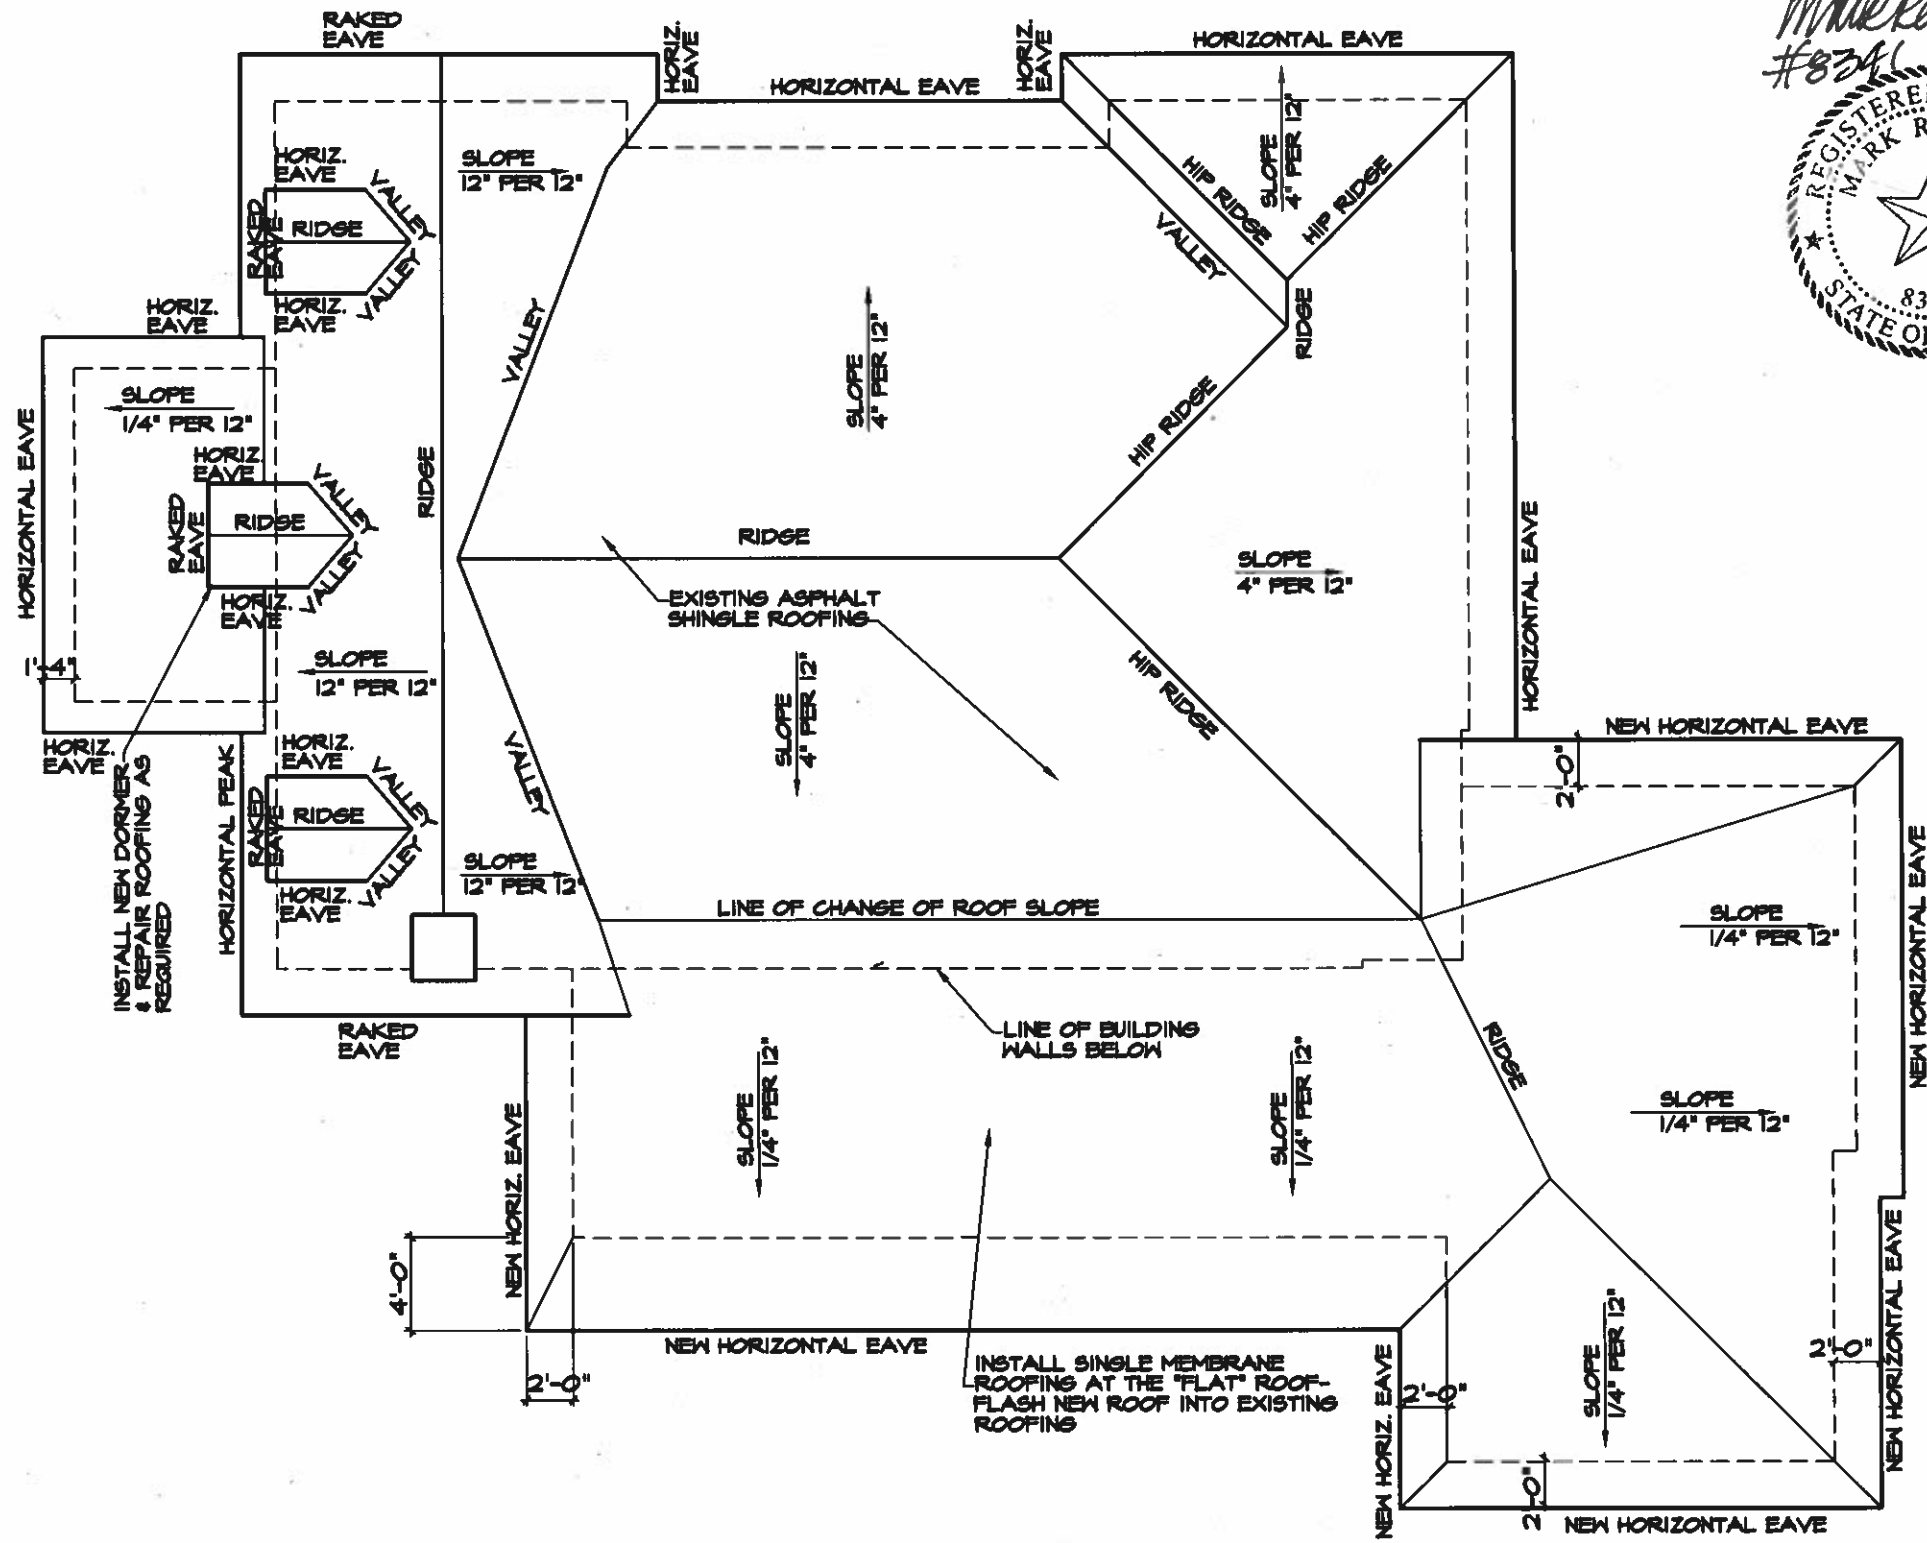 RAKED
EAVE
HORIZ.
EAVE
HORIZONTAL EAVE
HORIZ.
EAVE
HORIZONTAL EAVE
#8341
REGISTERE
MARK R
83
STATE OF
SLOPE
4" PER 12"
HIP RIDGE
HIP RIDGE
VALLEY
RIDGE
SLOPE
12" PER 12"
HORIZ.
EAVE
VALLEY
RAKED
EAVE
RIDGE
VALLEY
HORIZ.
EAVE
HORIZ.
EAVE
SLOPE
1/4" PER 12"
HORIZONTAL EAVE
HORIZ.
EAVE
VALLEY
RAKED
EAVE
RIDGE
VALLEY
HORIZ.
EAVE
RIDGE
VALLEY
SLOPE
4" PER 12"
HIP RIDGE
RIDGE
SLOPE
4" PER 12"
HORIZONTAL EAVE
EXISTING ASPHALT
SHINGLE ROOFING
1'-4"
SLOPE
12" PER 12"
SLOPE
4" PER 12"
HIP RIDGE
HORIZ.
EAVE
INSTALL NEW DORMER
& REPAIR ROOFING AS
REQUIRED
HORIZONTAL PEAK
HORIZ.
EAVE
VALLEY
RAKED
EAVE
RIDGE
VALLEY
HORIZ.
EAVE
VALLEY
SLOPE
12" PER 12"
NEW HORIZONTAL EAVE
2'-0"
LINE OF CHANGE OF ROOF SLOPE
SLOPE
1/4" PER 12"
NEW HORIZONTAL EAVE
RAKED
EAVE
LINE OF BUILDING
WALLS BELOW
RIDGE
SLOPE
1/4" PER 12"
SLOPE
1/4" PER 12"
SLOPE
1/4" PER 12"
NEW HORIZ. EAVE
4'-0"
2'-0"
NEW HORIZONTAL EAVE
INSTALL SINGLE MEMBRANE
ROOFING AT THE "FLAT" ROOF-
FLASH NEW ROOF INTO EXISTING
ROOFING
NEW HORIZ. EAVE
2'-0"
SLOPE
1/4" PER 12"
2'-0"
NEW HORIZONTAL EAVE
2'-0"
NEW HORIZONTAL EAVE